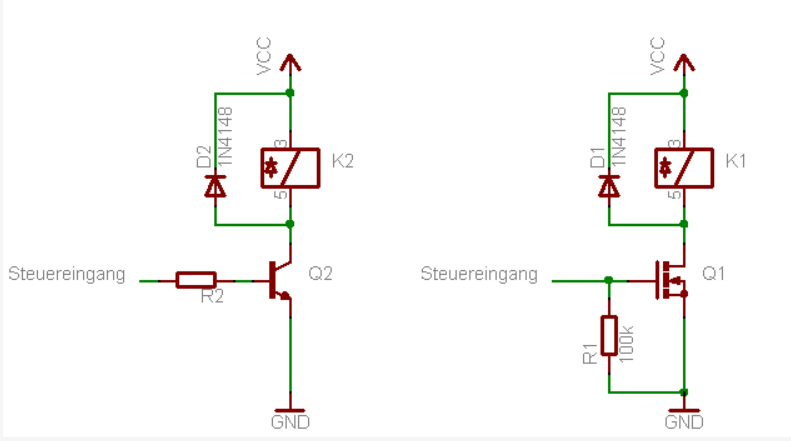 VCC
D2
1N4148
3
K2
5
Steuereingang
R2
Q2
GND
VCC
D1
1N4148
3
K1
5
Steuereingang
Q1
R1
100k
GND